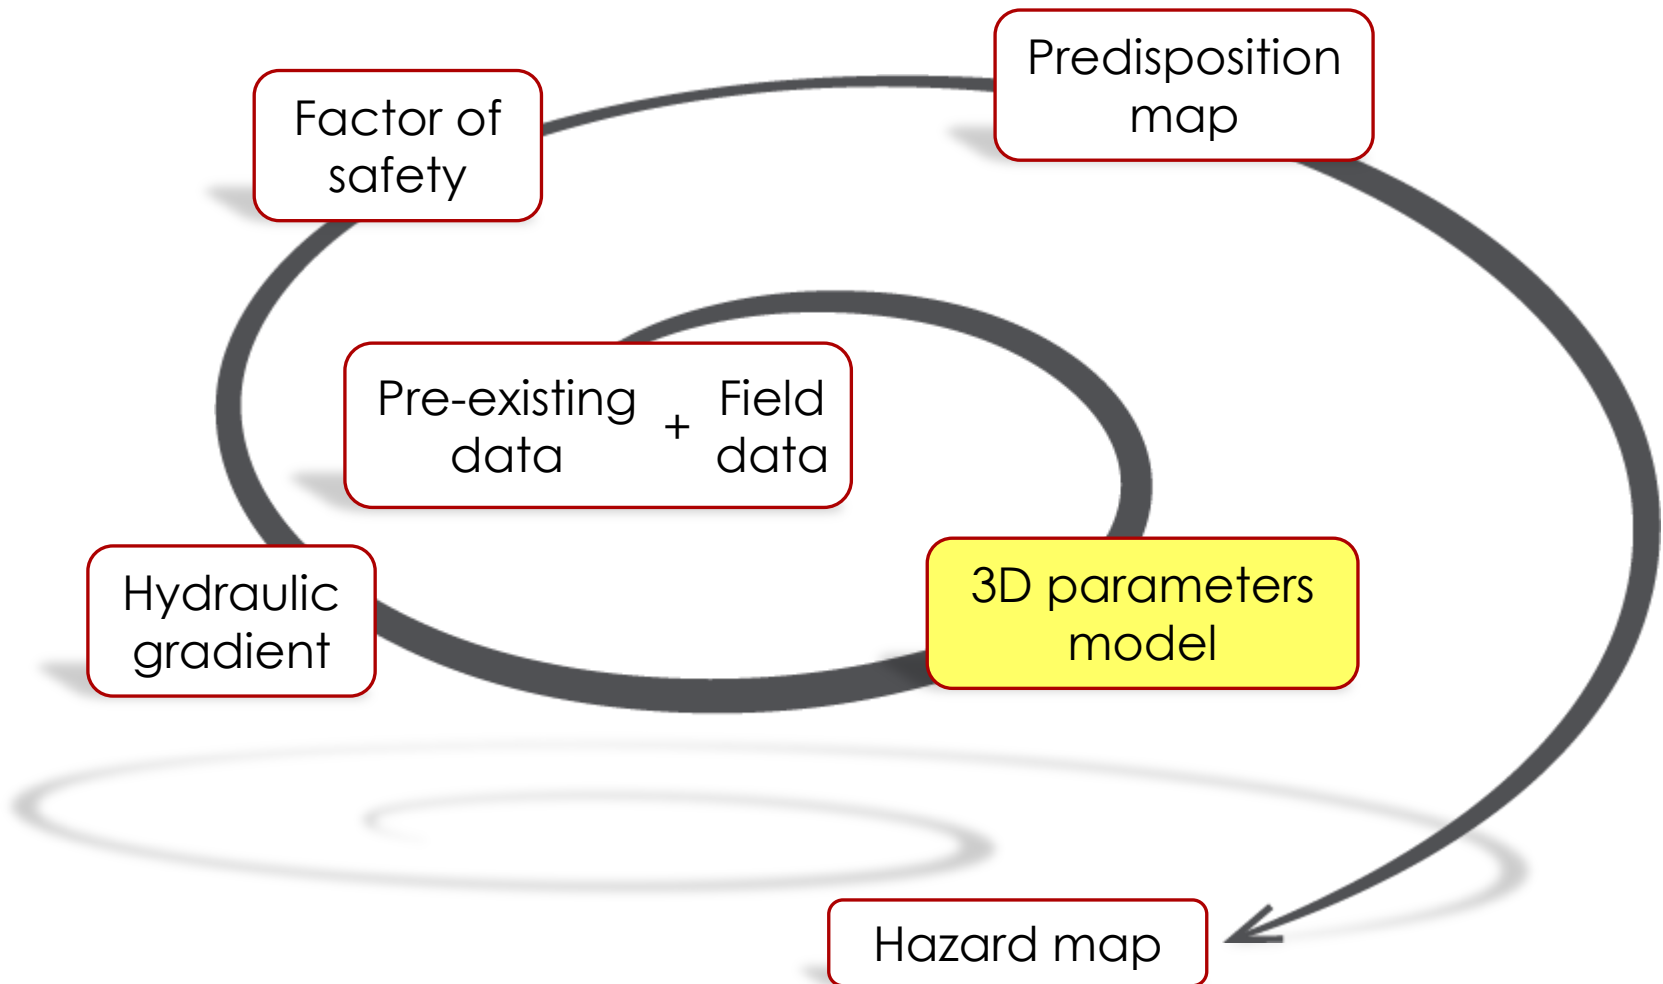 Predisposition
map
Factor of
safety
Pre-existing
data
+
Field
data
3D parameters
model
Hydraulic
gradient
Hazard map